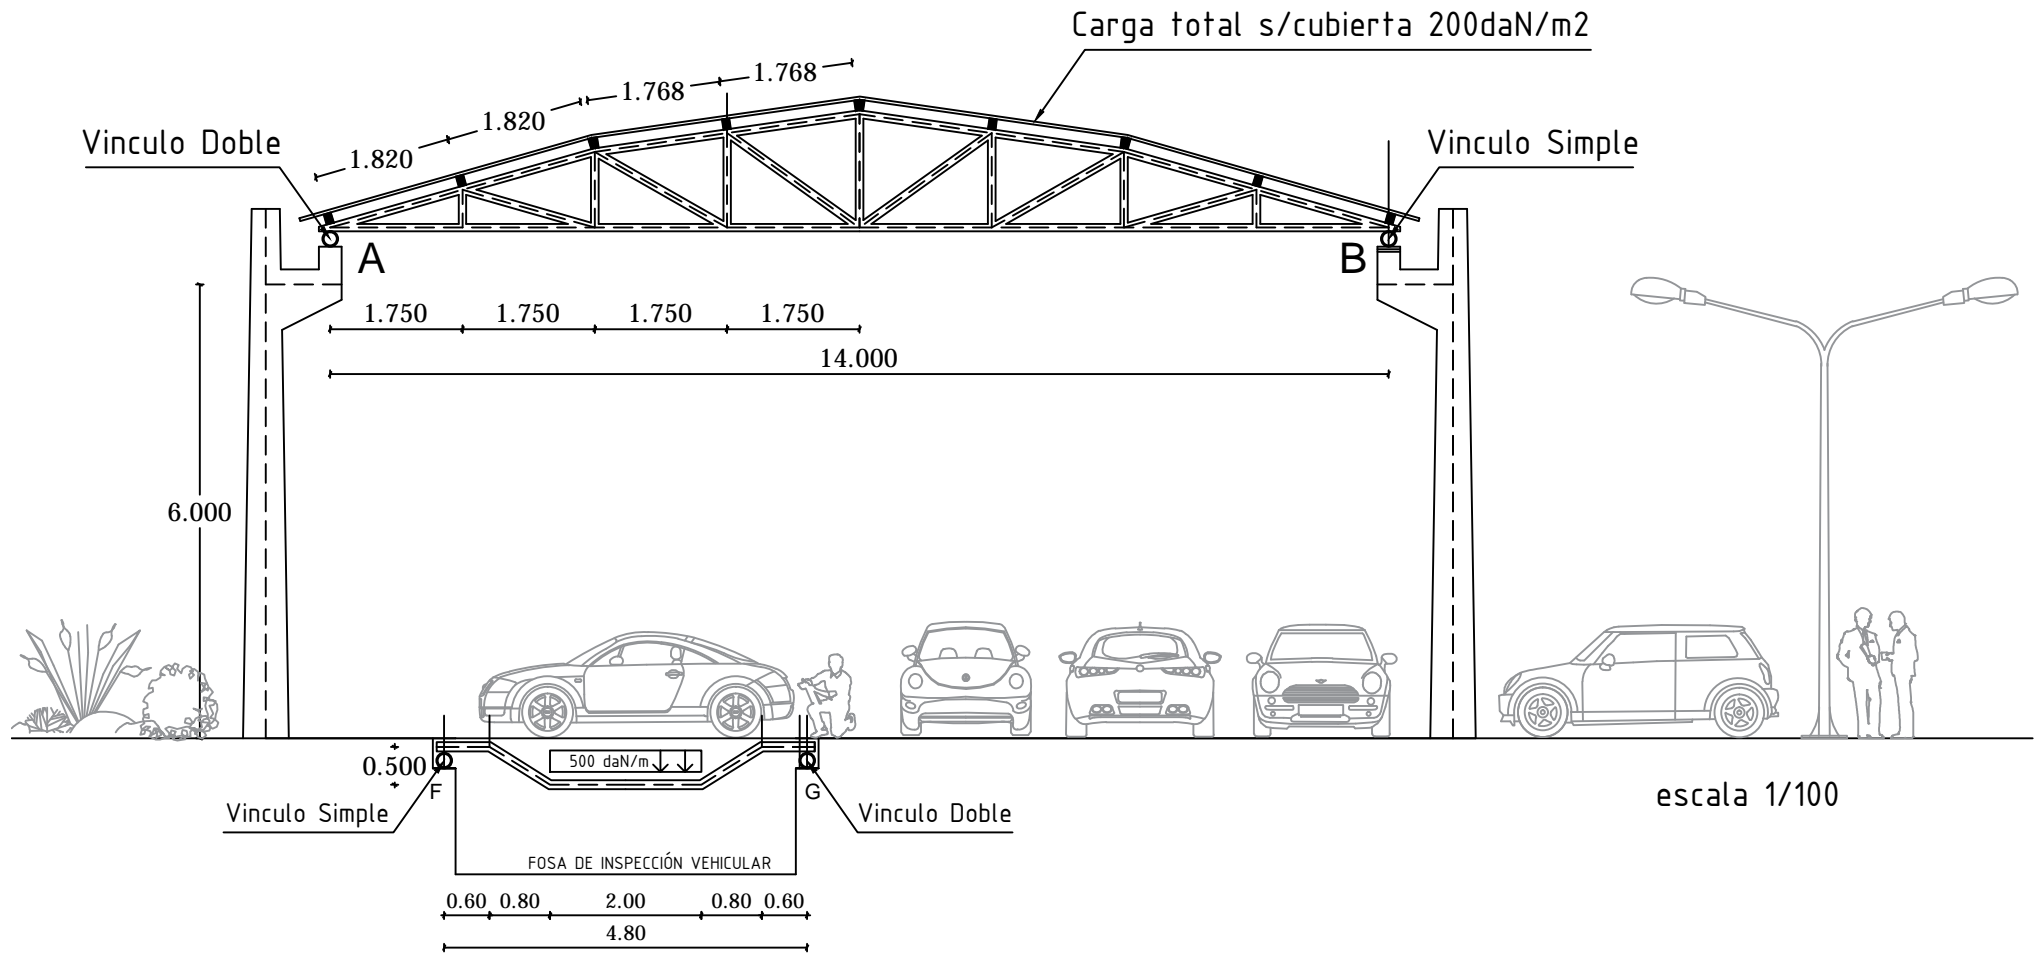 Carga total s/cubierta 200daN/m2
1.768
1.768
1.820
1.820
Vinculo Doble
Vinculo Simple
A
B
1.750
1.750
1.750
1.750
14.000
6.000
0.500
500 daN/m
F
G
Vinculo Simple
Vinculo Doble
escala 1/100
FOSA DE INSPECCIÓN VEHICULAR
0.60
0.80
2.00
0.80
0.60
4.80